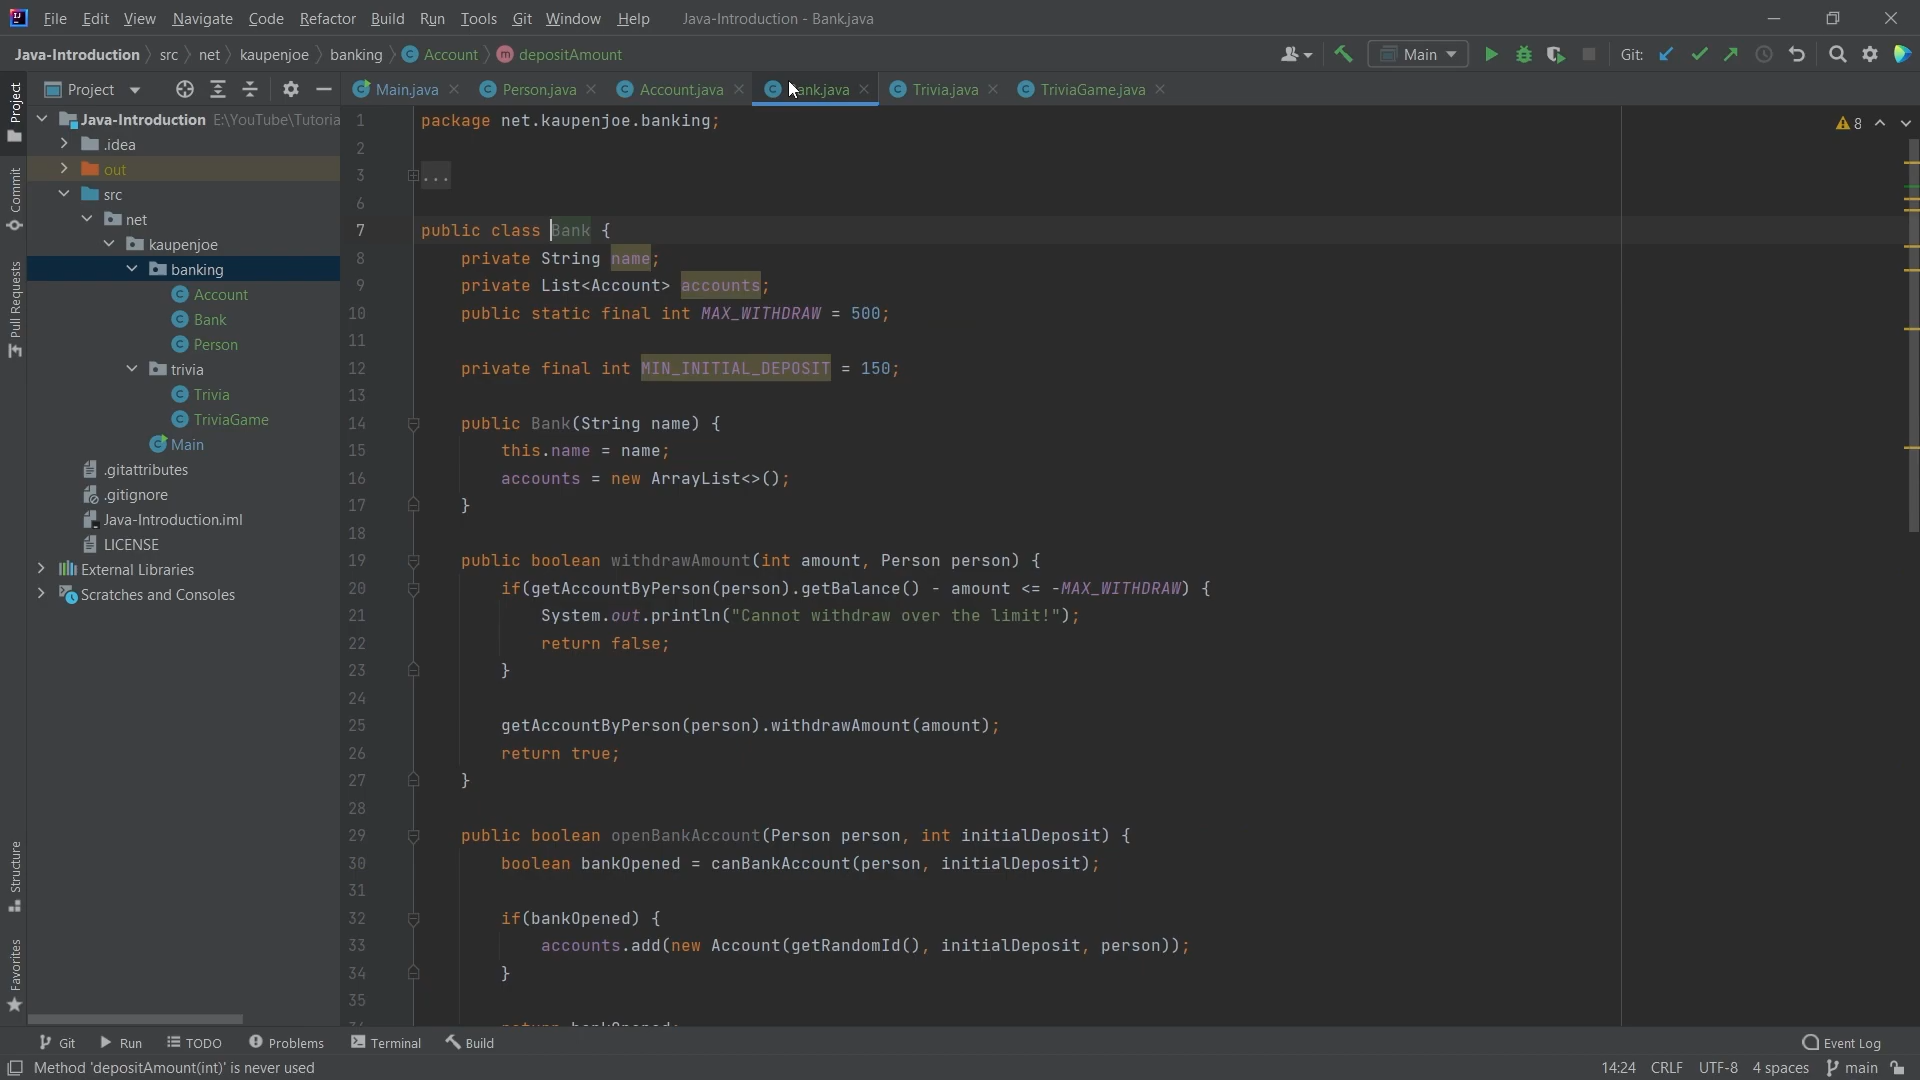 File Edit View Navigate Code Refactor Build Run Tools Git Window Help Java-Introduction - Bank.java
Java-Introduction src net kaupenjoe banking Account depositAmount Main Git:
Project Main.java Person.java Account.java Trivia.java TriviaGame.java
Project
Commit
Pull Requests
Structure
Favorites
Java-Introduction E:\YouTube\Tutoria
.idea
out
src
net
kaupenjoe
banking
Account
Bank
Person
trivia
Trivia
TriviaGame
Main
.gitattributes
.gitignore
Java-Introduction.iml
LICENSE
External Libraries
Scratches and Consoles
8
1 package net.kaupenjoe.banking;
2
3 ...
6
7 public class Bank {
8 private String name;
9 private List<Account> accounts;
10 public static final int MAX_WITHDRAW = 500;
11
12 private final int MIN_INITIAL_DEPOSIT = 150;
13
14 public Bank(String name) {
15 this.name = name;
16 accounts = new ArrayList<>();
17 }
18
19 public boolean withdrawAmount(int amount, Person person) {
20 if(getAccountByPerson(person).getBalance() - amount <= -MAX_WITHDRAW) {
21 System.out.println("Cannot withdraw over the limit!");
22 return false;
23 }
24
25 getAccountByPerson(person).withdrawAmount(amount);
26 return true;
27 }
28
29 public boolean openBankAccount(Person person, int initialDeposit) {
30 boolean bankOpened = canBankAccount(person, initialDeposit);
31
32 if(bankOpened) {
33 accounts.add(new Account(getRandomId(), initialDeposit, person));
34 }
35
Git Run TODO Problems Terminal Build Event Log
Method 'depositAmount(int)' is never used 14:24 CRLF UTF-8 4 spaces main